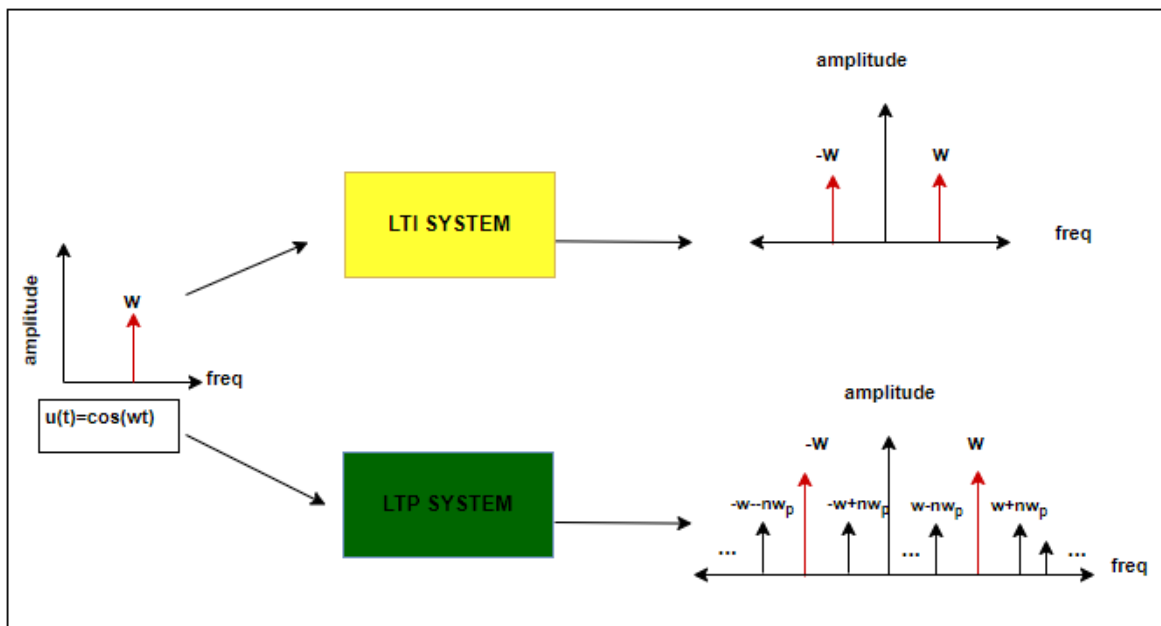 amplitude
-W
W
freq
LTI SYSTEM
amplitude
W
freq
u(t)=cos(wt)
amplitude
-W
W
LTP SYSTEM
-w--nwp
-w+nwp
w-nwp
w+nwp
...
...
...
freq